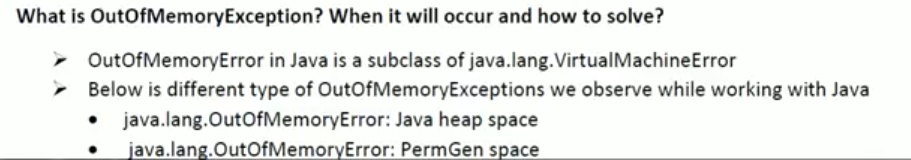 What is OutOfMemoryException? When it will occur and how to solve?
➤ OutOfMemoryError in Java is a subclass of java.lang.VirtualMachineError
➤ Below is different type of OutOfMemoryExceptions we observe while working with Java
• java.lang.OutOfMemoryError: Java heap space
• java.lang.OutOfMemoryError: PermGen space